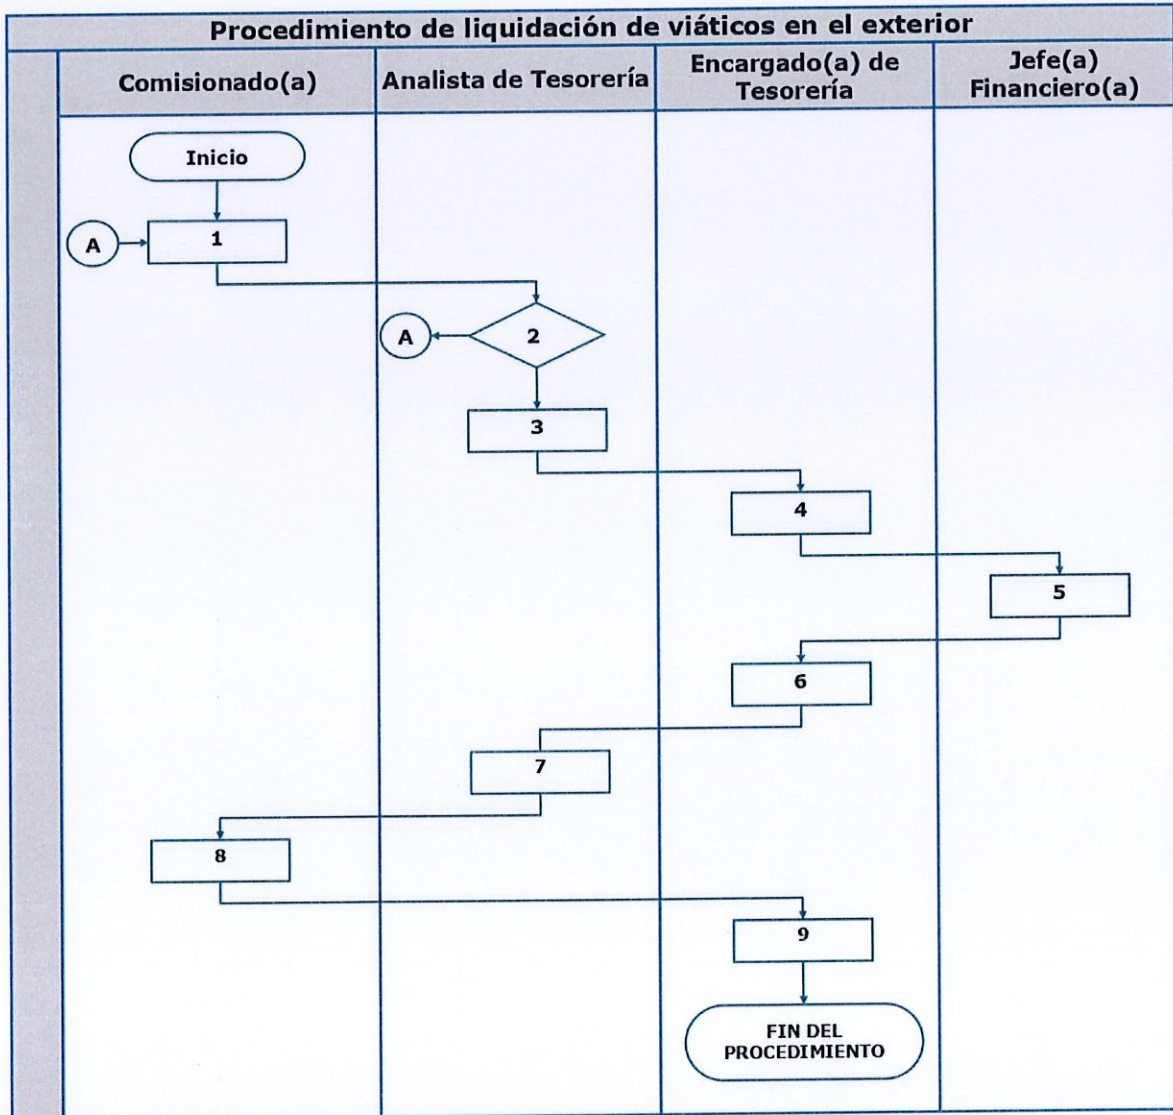 Procedimiento de liquidación de viáticos en el exterior
Comisionado(a)
Analista de Tesorería
Encargado(a) de
Tesorería
Jefe(a)
Financiero(a)
Inicio
A
1
A
2
3
4
5
6
7
8
9
FIN DEL
PROCEDIMIENTO